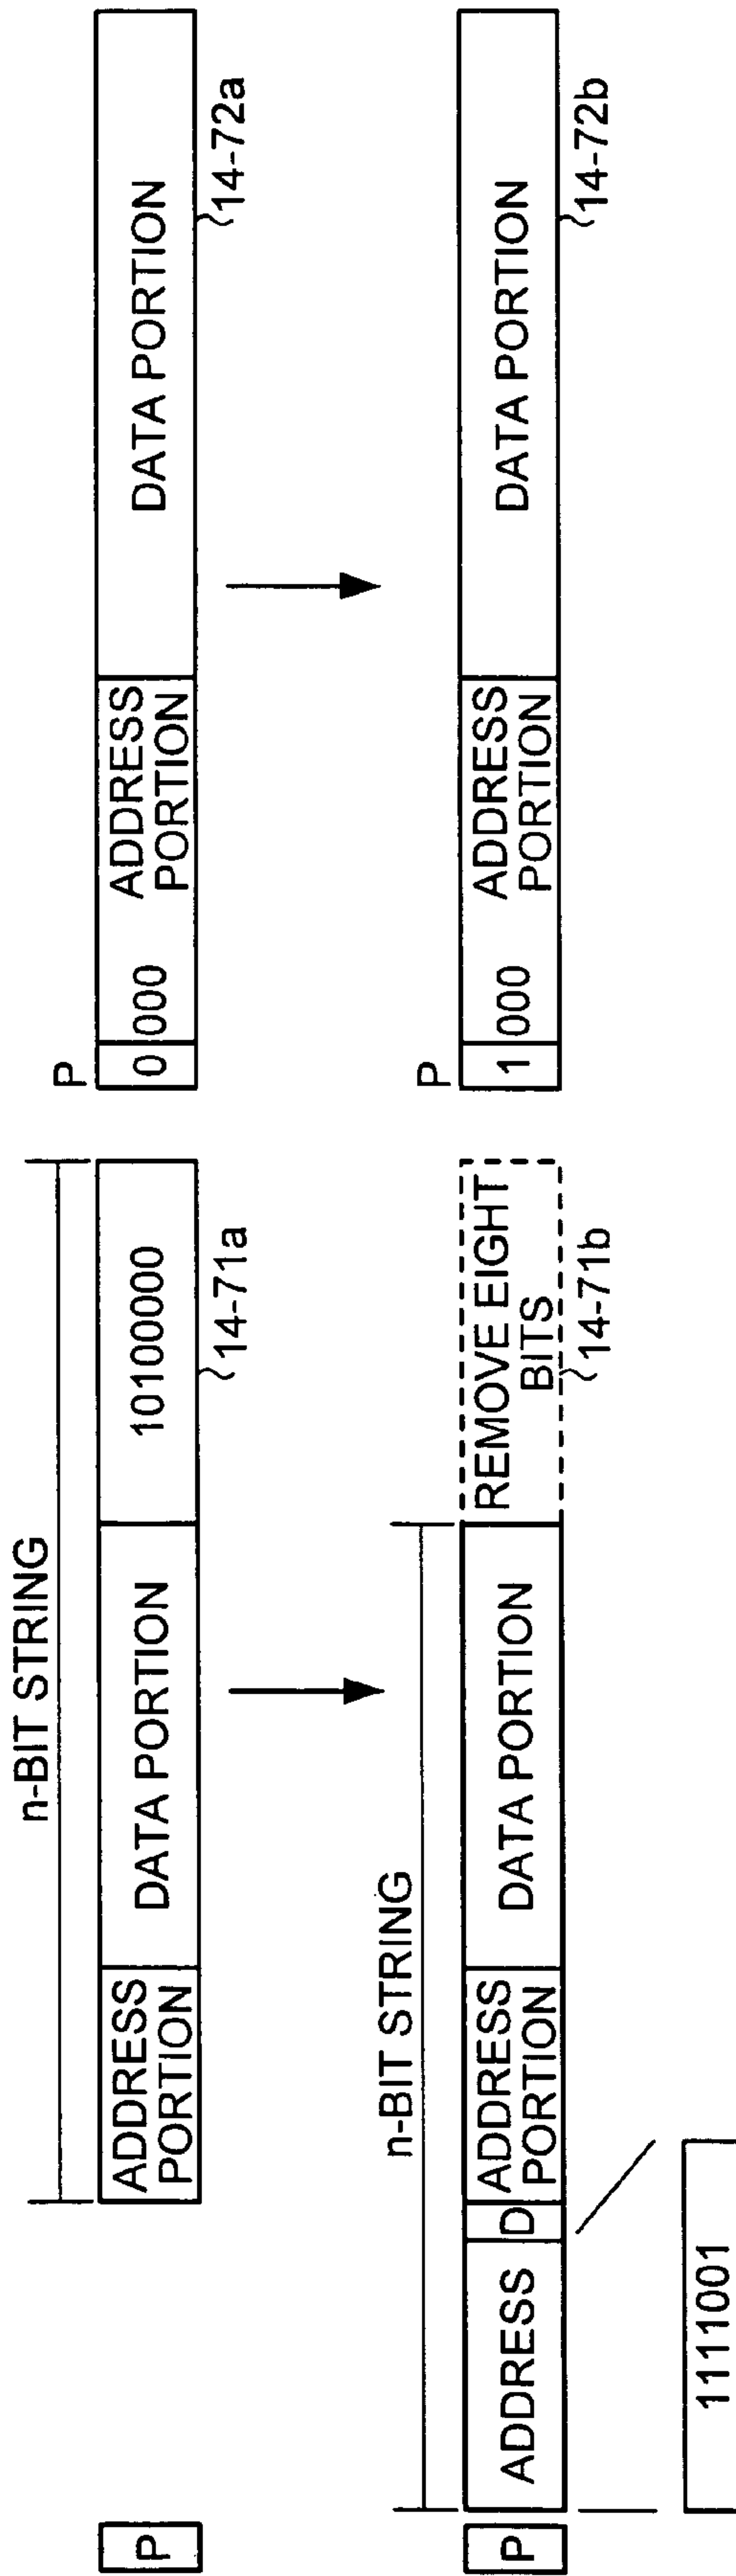 n-BIT STRING
P
ADDRESS
PORTION
DATA PORTION
10100000
14-71a
n-BIT STRING
P
ADDRESS
D
ADDRESS
PORTION
DATA PORTION
REMOVE EIGHT
BITS
14-71b
1111001
P
0
000
ADDRESS
PORTION
DATA PORTION
14-72a
P
1
000
ADDRESS
PORTION
DATA PORTION
14-72b